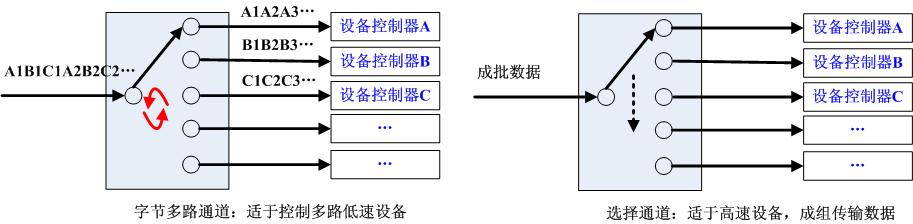 A1A2A3…
设备控制器A
B1B2B3…
设备控制器B
A1B1C1A2B2C2…
C1C2C3…
设备控制器C
…
…
字节多路通道：适于控制多路低速设备
设备控制器A
设备控制器B
成批数据
设备控制器C
…
…
选择通道：适于高速设备，成组传输数据